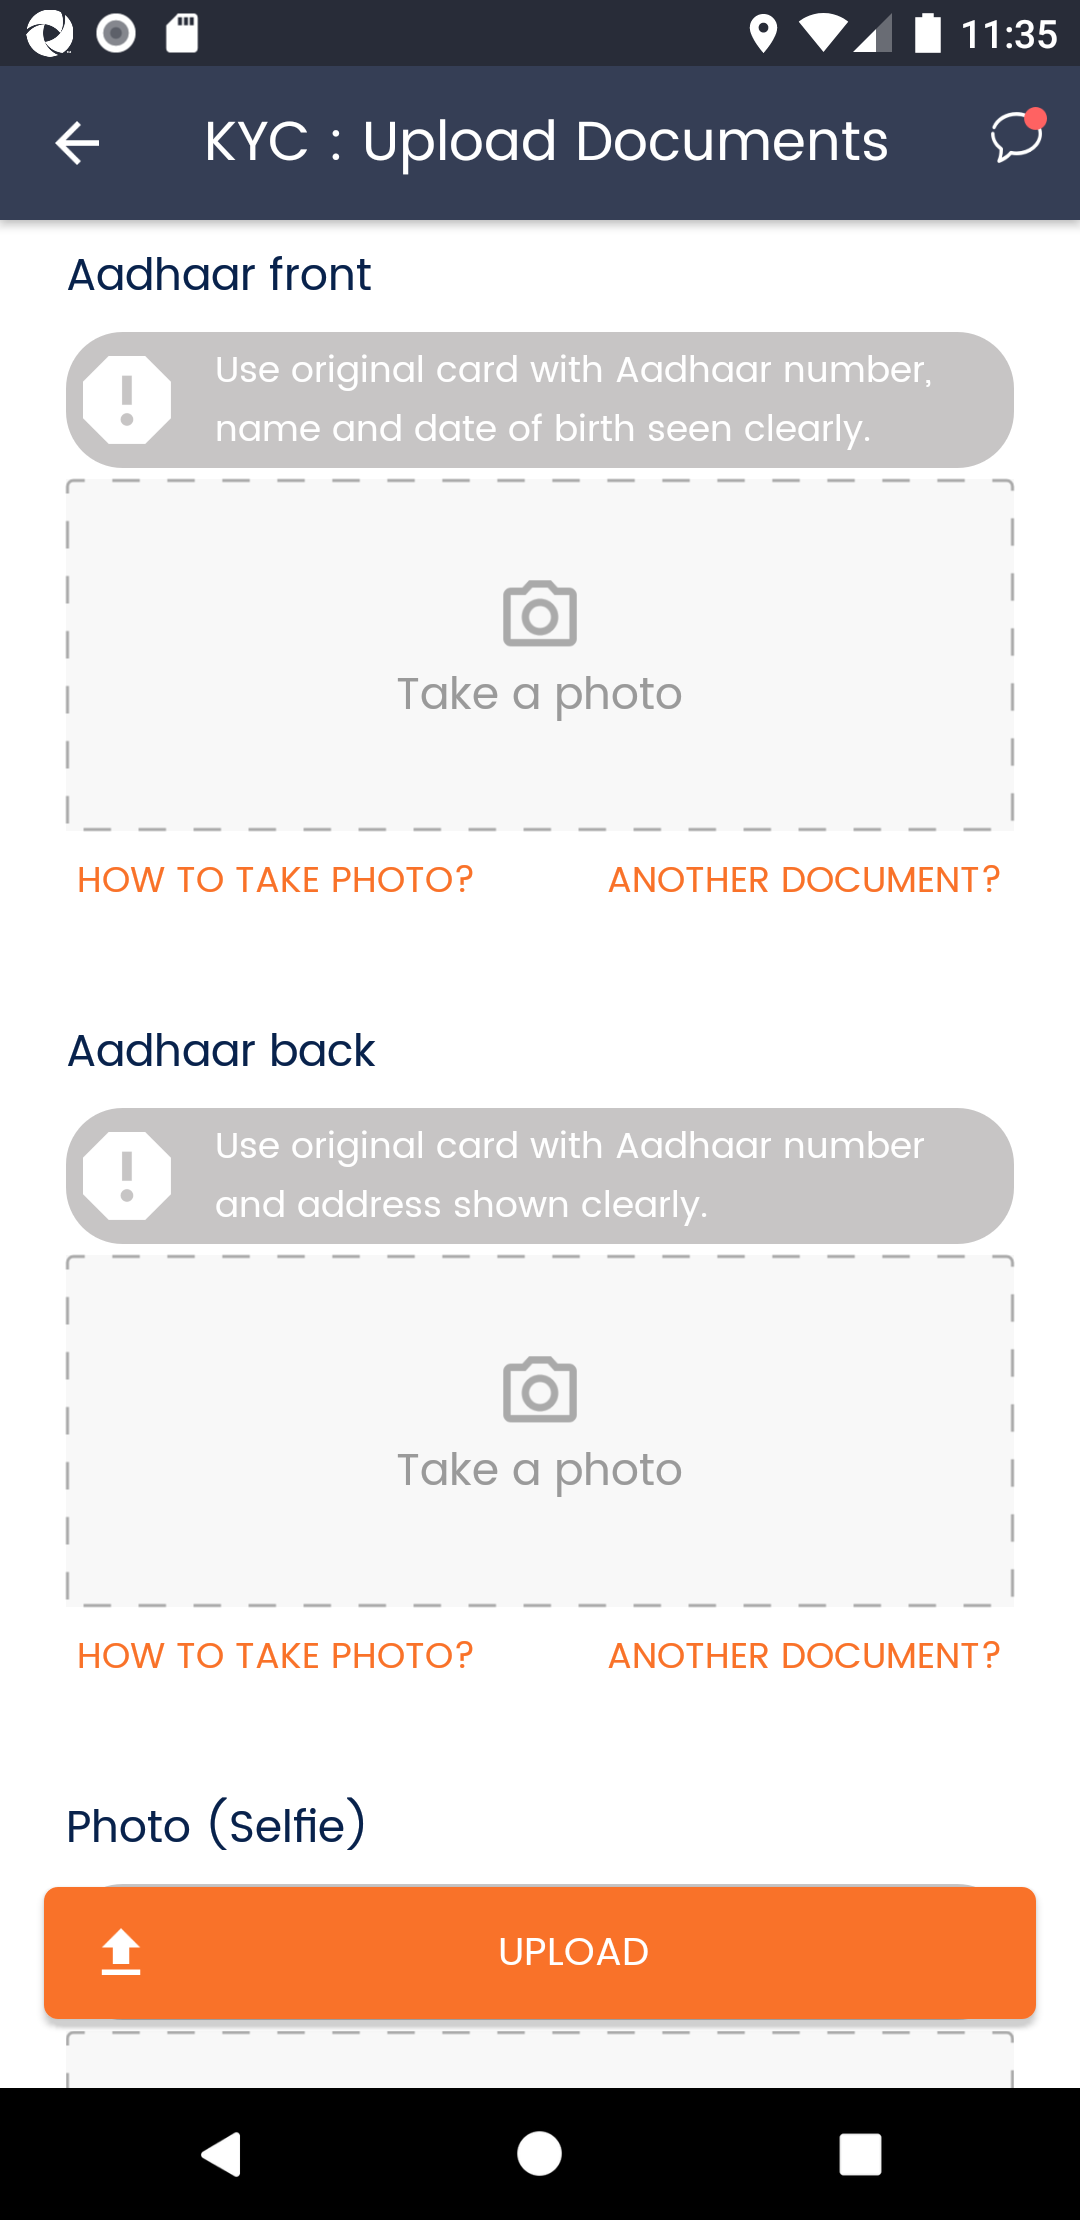 11:35
KYC : Upload Documents
Aadhaar front
Use original card with Aadhaar number,
name and date of birth seen clearly.
Take a photo
HOW TO TAKE PHOTO? ANOTHER DOCUMENT?
Aadhaar back
Use original card with Aadhaar number
and address shown clearly.
Take a photo
HOW TO TAKE PHOTO? ANOTHER DOCUMENT?
Photo (Selfie)
UPLOAD